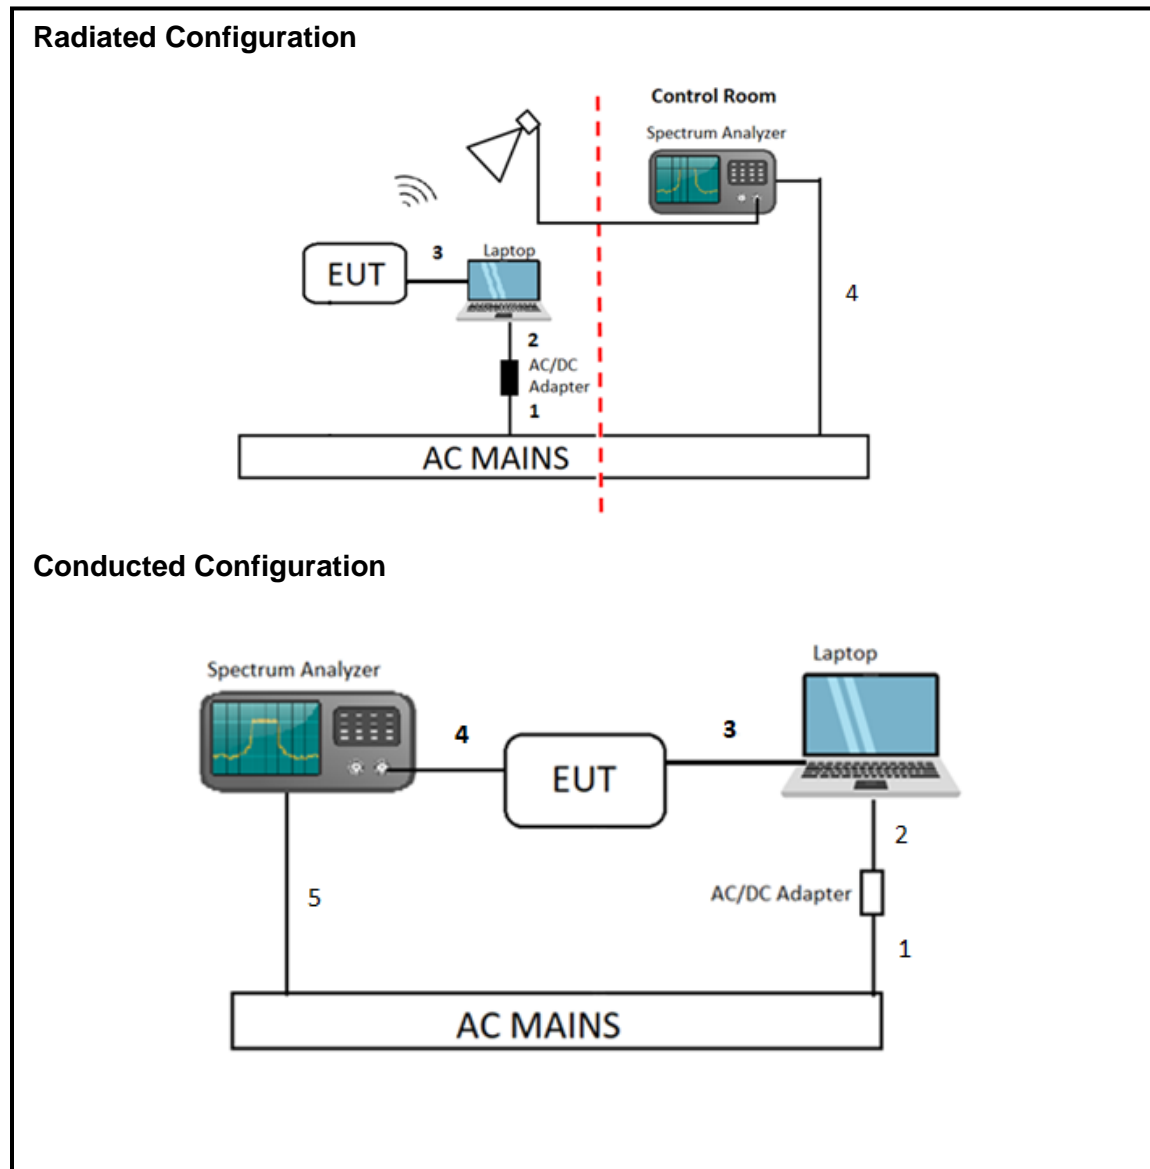 Radiated Configuration
Control Room
Spectrum Analyzer
3
Laptop
EUT
4
2
AC/DC
Adapter
1
AC MAINS
Conducted Configuration
Laptop
Spectrum Analyzer
4
3
EUT
2
AC/DC Adapter
5
1
AC MAINS